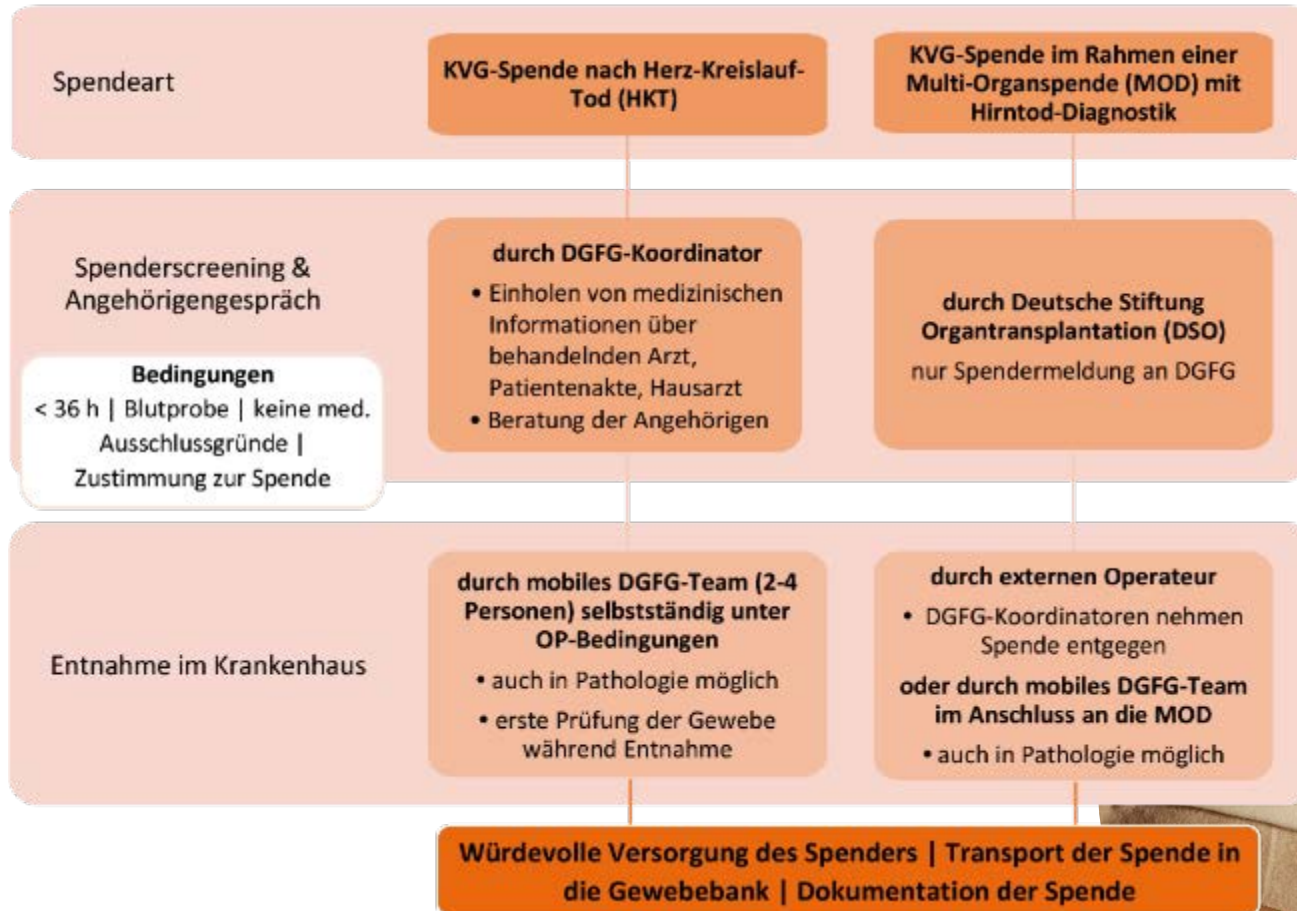 Spendeart
KVG-Spende nach Herz-Kreislauf-
Tod (HKT)
KVG-Spende im Rahmen einer
Multi-Organspende (MOD) mit
Hirntod-Diagnostik
Spenderscreening &
Angehörigengespräch
Bedingungen
< 36 h | Blutprobe | keine med.
Ausschlussgründe |
Zustimmung zur Spende
durch DGFG-Koordinator
• Einholen von medizinischen
Informationen über
behandelnden Arzt,
Patientenakte, Hausarzt
• Beratung der Angehörigen
durch Deutsche Stiftung
Organtransplantation (DSO)
nur Spendermeldung an DGFG
Entnahme im Krankenhaus
durch mobiles DGFG-Team (2-4
Personen) selbstständig unter
OP-Bedingungen
• auch in Pathologie möglich
• erste Prüfung der Gewebe
während Entnahme
durch externen Operateur
• DGFG-Koordinatoren nehmen
Spende entgegen
oder durch mobiles DGFG-Team
im Anschluss an die MOD
• auch in Pathologie möglich
Würdevolle Versorgung des Spenders | Transport der Spende in
die Gewebebank | Dokumentation der Spende